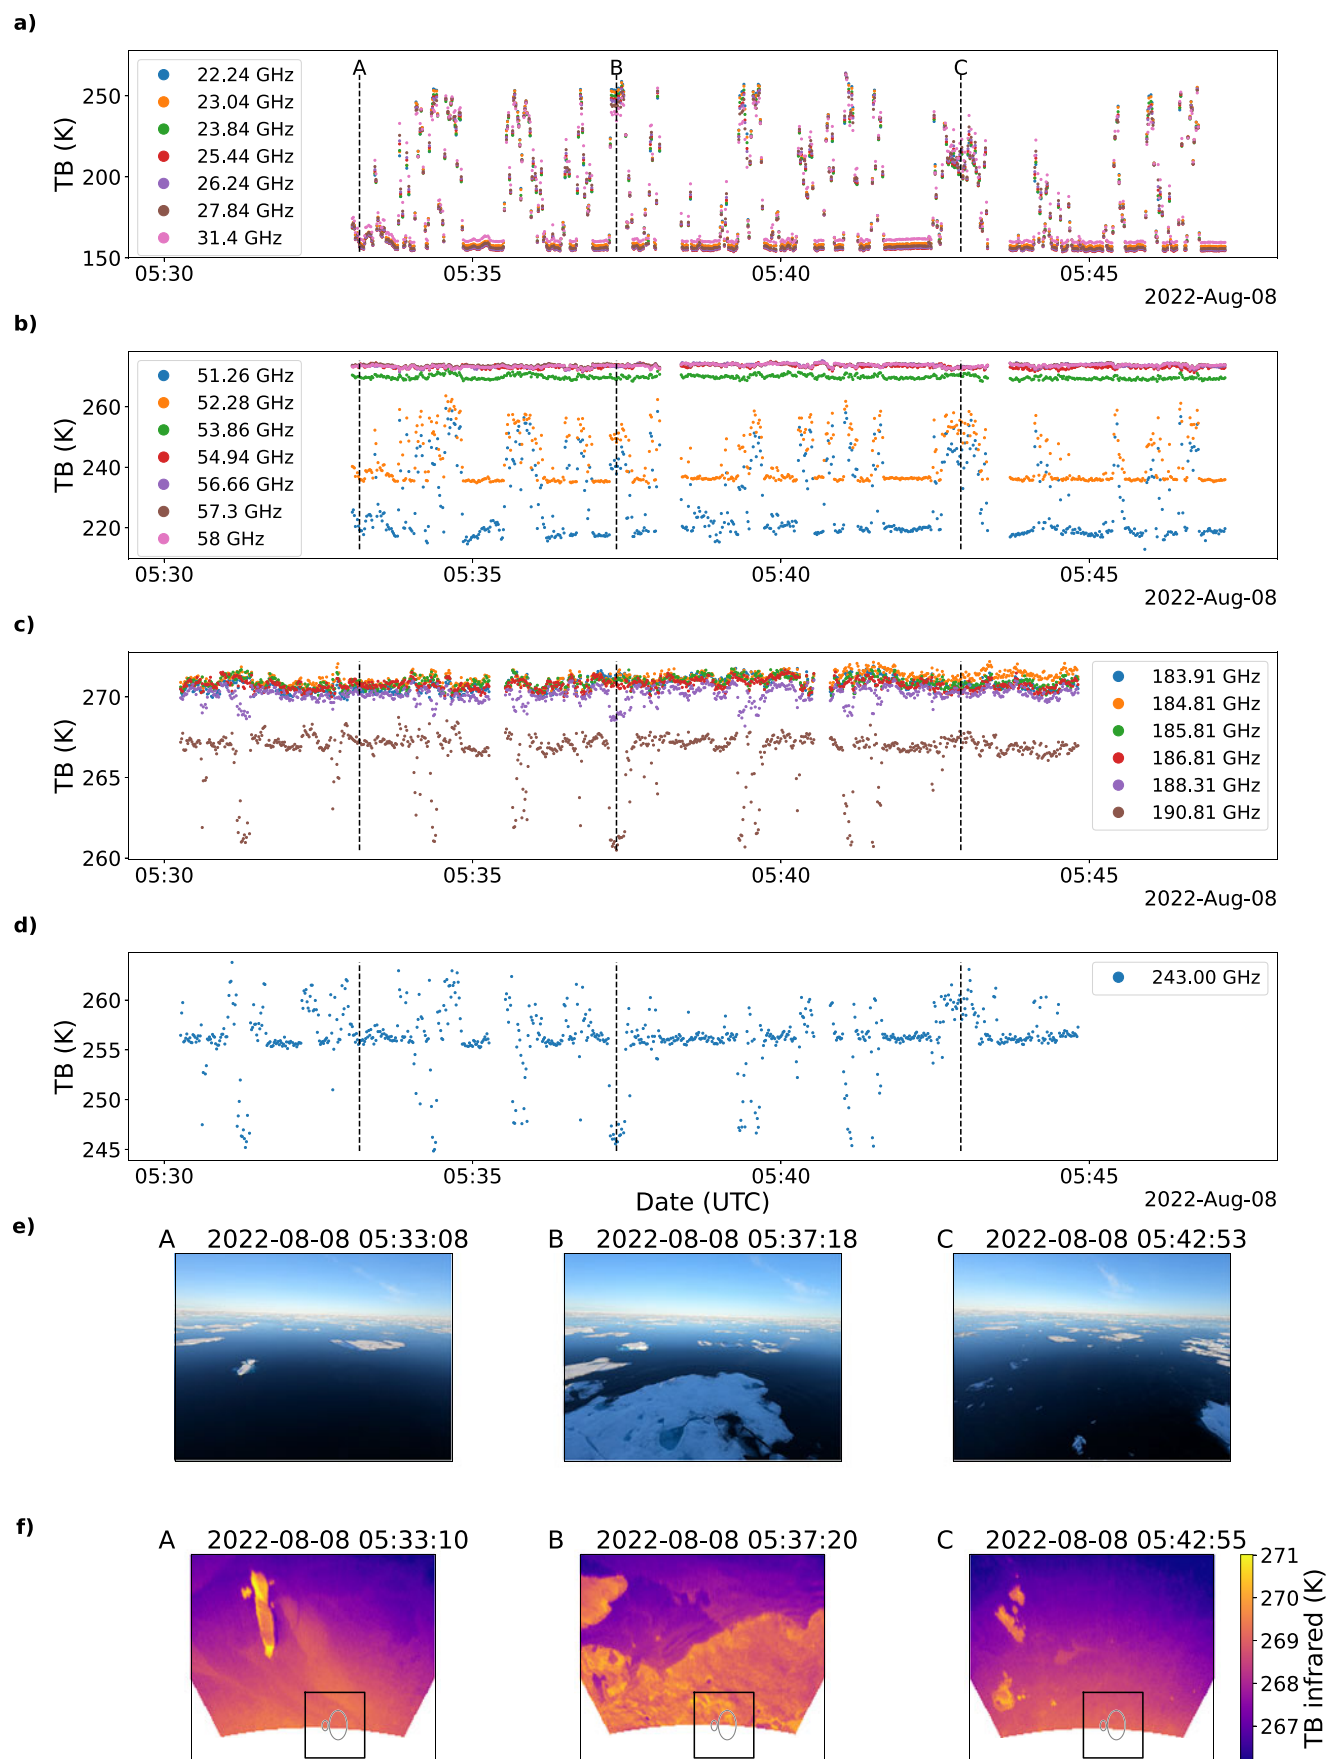 a)
TB (K)
250
200
150
22.24 GHz
23.04 GHz
23.84 GHz
25.44 GHz
26.24 GHz
27.84 GHz
31.4 GHz
A
B
C
05:30
05:35
05:40
05:45
2022-Aug-08
b)
TB (K)
260
240
220
51.26 GHz
52.28 GHz
53.86 GHz
54.94 GHz
56.66 GHz
57.3 GHz
58 GHz
05:30
05:35
05:40
05:45
2022-Aug-08
c)
TB (K)
270
265
260
183.91 GHz
184.81 GHz
185.81 GHz
186.81 GHz
188.31 GHz
190.81 GHz
05:30
05:35
05:40
05:45
2022-Aug-08
d)
TB (K)
260
255
250
245
243.00 GHz
05:30
05:35
05:40
05:45
Date (UTC)
2022-Aug-08
e)
A 2022-08-08 05:33:08
B 2022-08-08 05:37:18
C 2022-08-08 05:42:53
f)
A 2022-08-08 05:33:10
B 2022-08-08 05:37:20
C 2022-08-08 05:42:55
271
270
269
268
267
TB infrared (K)